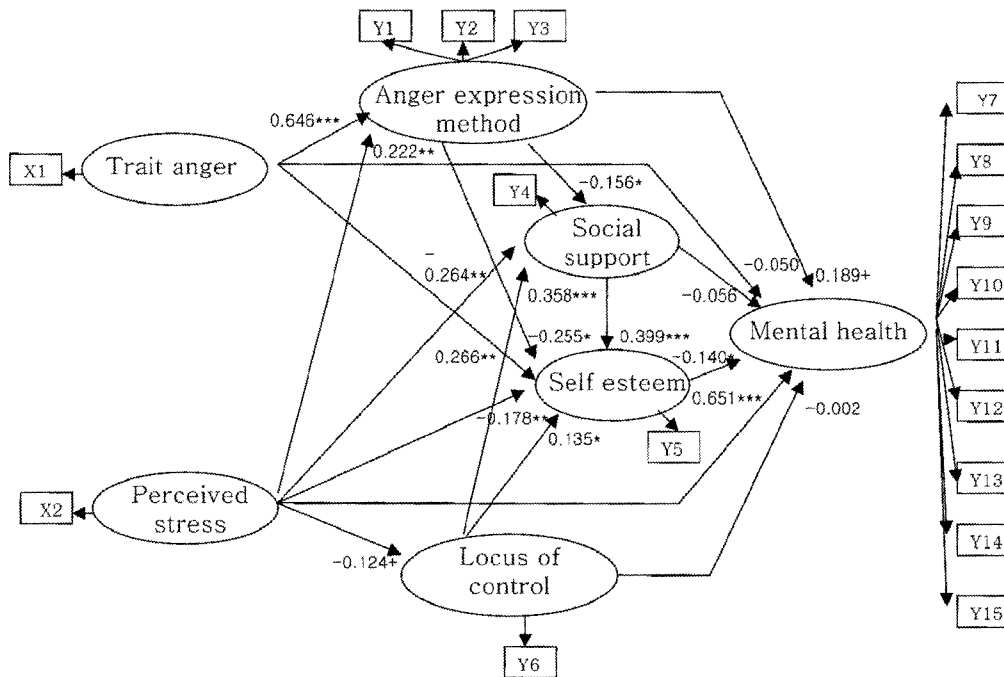 Y1
Y2
Y3
Anger expression
method
Y7
0.646***
0.222**
X1
Trait anger
Y8
-0.156*
Y4
Social
support
Y9
–
0.264**
-0.050
0.189+
Y10
0.358***
-0.056
Mental health
-0.255*
0.399***
Y11
0.266**
-0.140*
Self esteem
0.651***
Y12
-0.002
-0.178**
0.135*
Y5
Y13
X2
Perceived
stress
Y14
-0.124+
Locus of
control
Y15
Y6